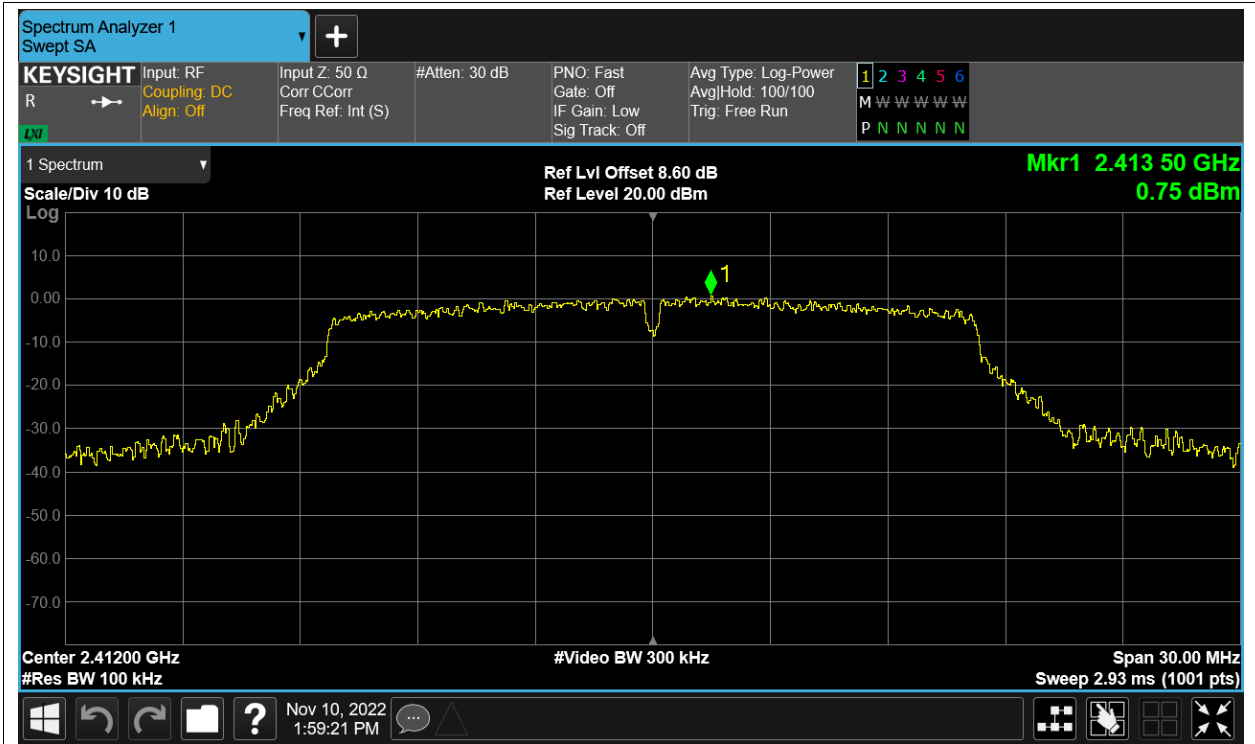 Spectrum Analyzer 1
Swept SA
KEYSIGHT
R
LXI
Input: RF
Coupling: DC
Align: Off
Input Z: 50 Ω
Corr CCorr
Freq Ref: Int (S)
#Atten: 30 dB
PNO: Fast
Gate: Off
IF Gain: Low
Sig Track: Off
Avg Type: Log-Power
Avg|Hold: 100/100
Trig: Free Run
1 2 3 4 5 6
M W W W W W
P N N N N N
1 Spectrum
Scale/Div 10 dB
Ref Lvl Offset 8.60 dB
Ref Level 20.00 dBm
Mkr1 2.413 50 GHz
0.75 dBm
Log
10.0
0.00
-10.0
-20.0
-30.0
-40.0
-50.0
-60.0
-70.0
1
Center 2.41200 GHz
#Res BW 100 kHz
#Video BW 300 kHz
Span 30.00 MHz
Sweep 2.93 ms (1001 pts)
?
Nov 10, 2022
1:59:21 PM